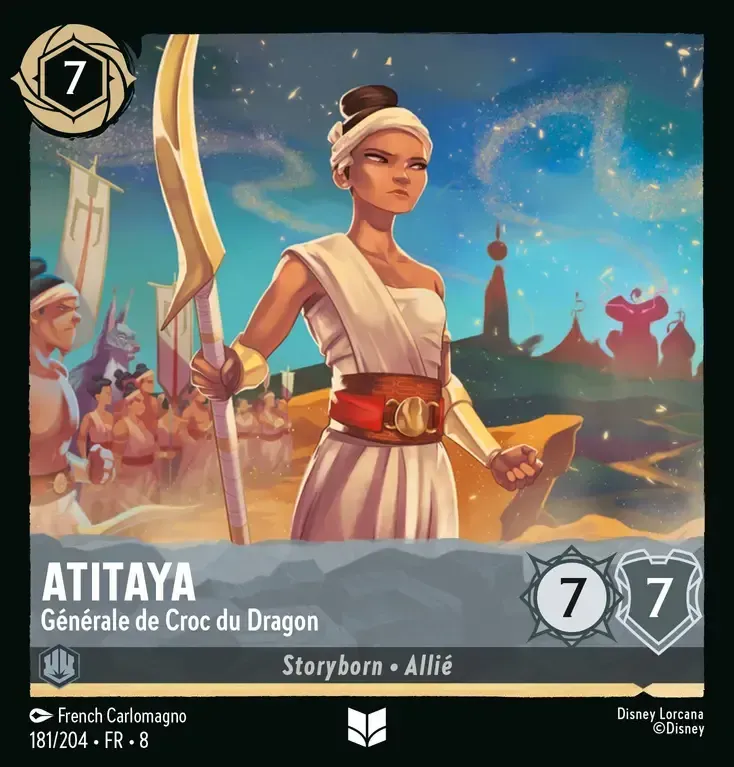 7
ATITAYA
Générale de Croc du Dragon
7 7
Storyborn • Allié
French Carlomagno
181/204 • FR • 8
Disney Lorcana
©Disney